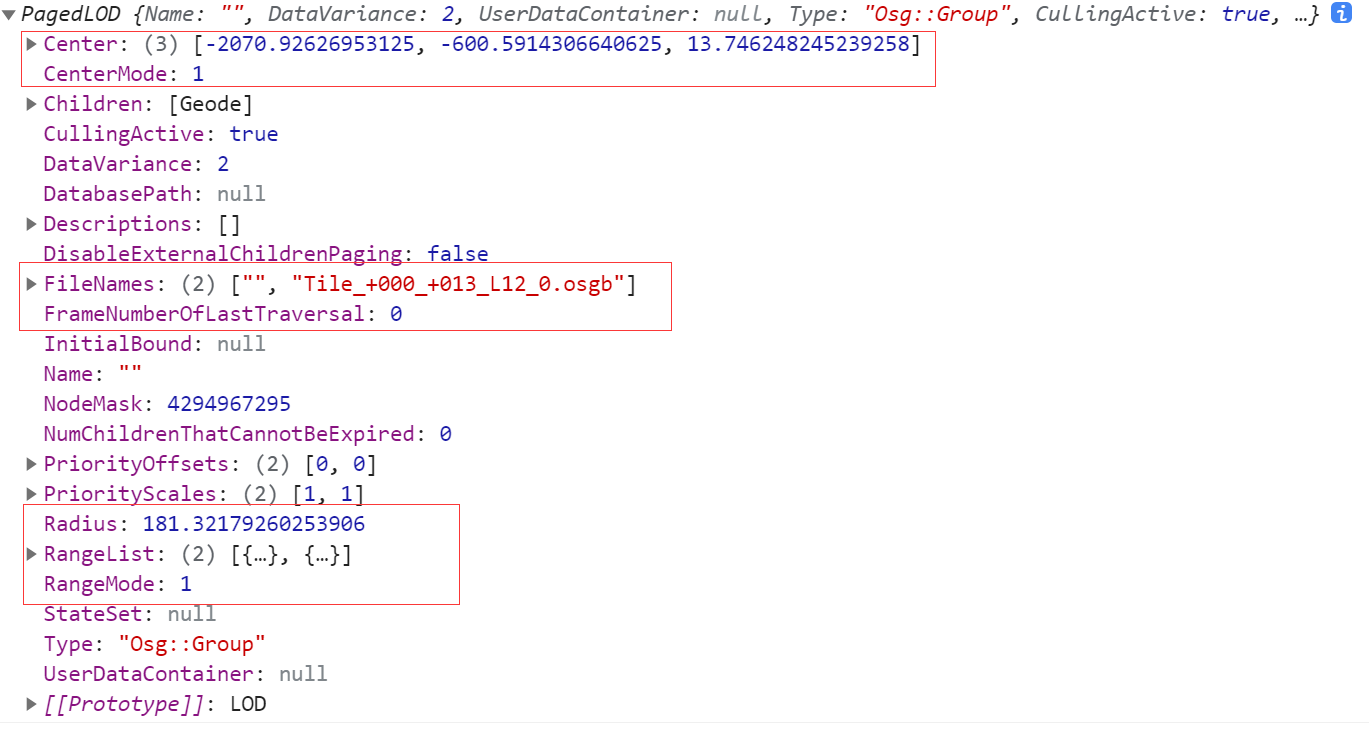 ▼PagedLOD {Name: "", DataVariance: 2, UserDataContainer: null, Type: "Osg::Group", CullingActive: true, …} i
▶Center: (3) [-2070.92626953125, -600.5914306640625, 13.746248245239258]
CenterMode: 1
▶Children: [Geode]
CullingActive: true
DataVariance: 2
DatabasePath: null
▶Descriptions: []
DisableExternalChildrenPaging: false
▶FileNames: (2) ["", "Tile_+000_+013_L12_0.osgb"]
FrameNumberOfLastTraversal: 0
InitialBound: null
Name: ""
NodeMask: 4294967295
NumChildrenThatCannotBeExpired: 0
▶PriorityOffsets: (2) [0, 0]
▶PriorityScales: (2) [1, 1]
Radius: 181.32179260253906
▶RangeList: (2) [{…}, {…}]
RangeMode: 1
StateSet: null
Type: "Osg::Group"
UserDataContainer: null
▶[[Prototype]]: LOD